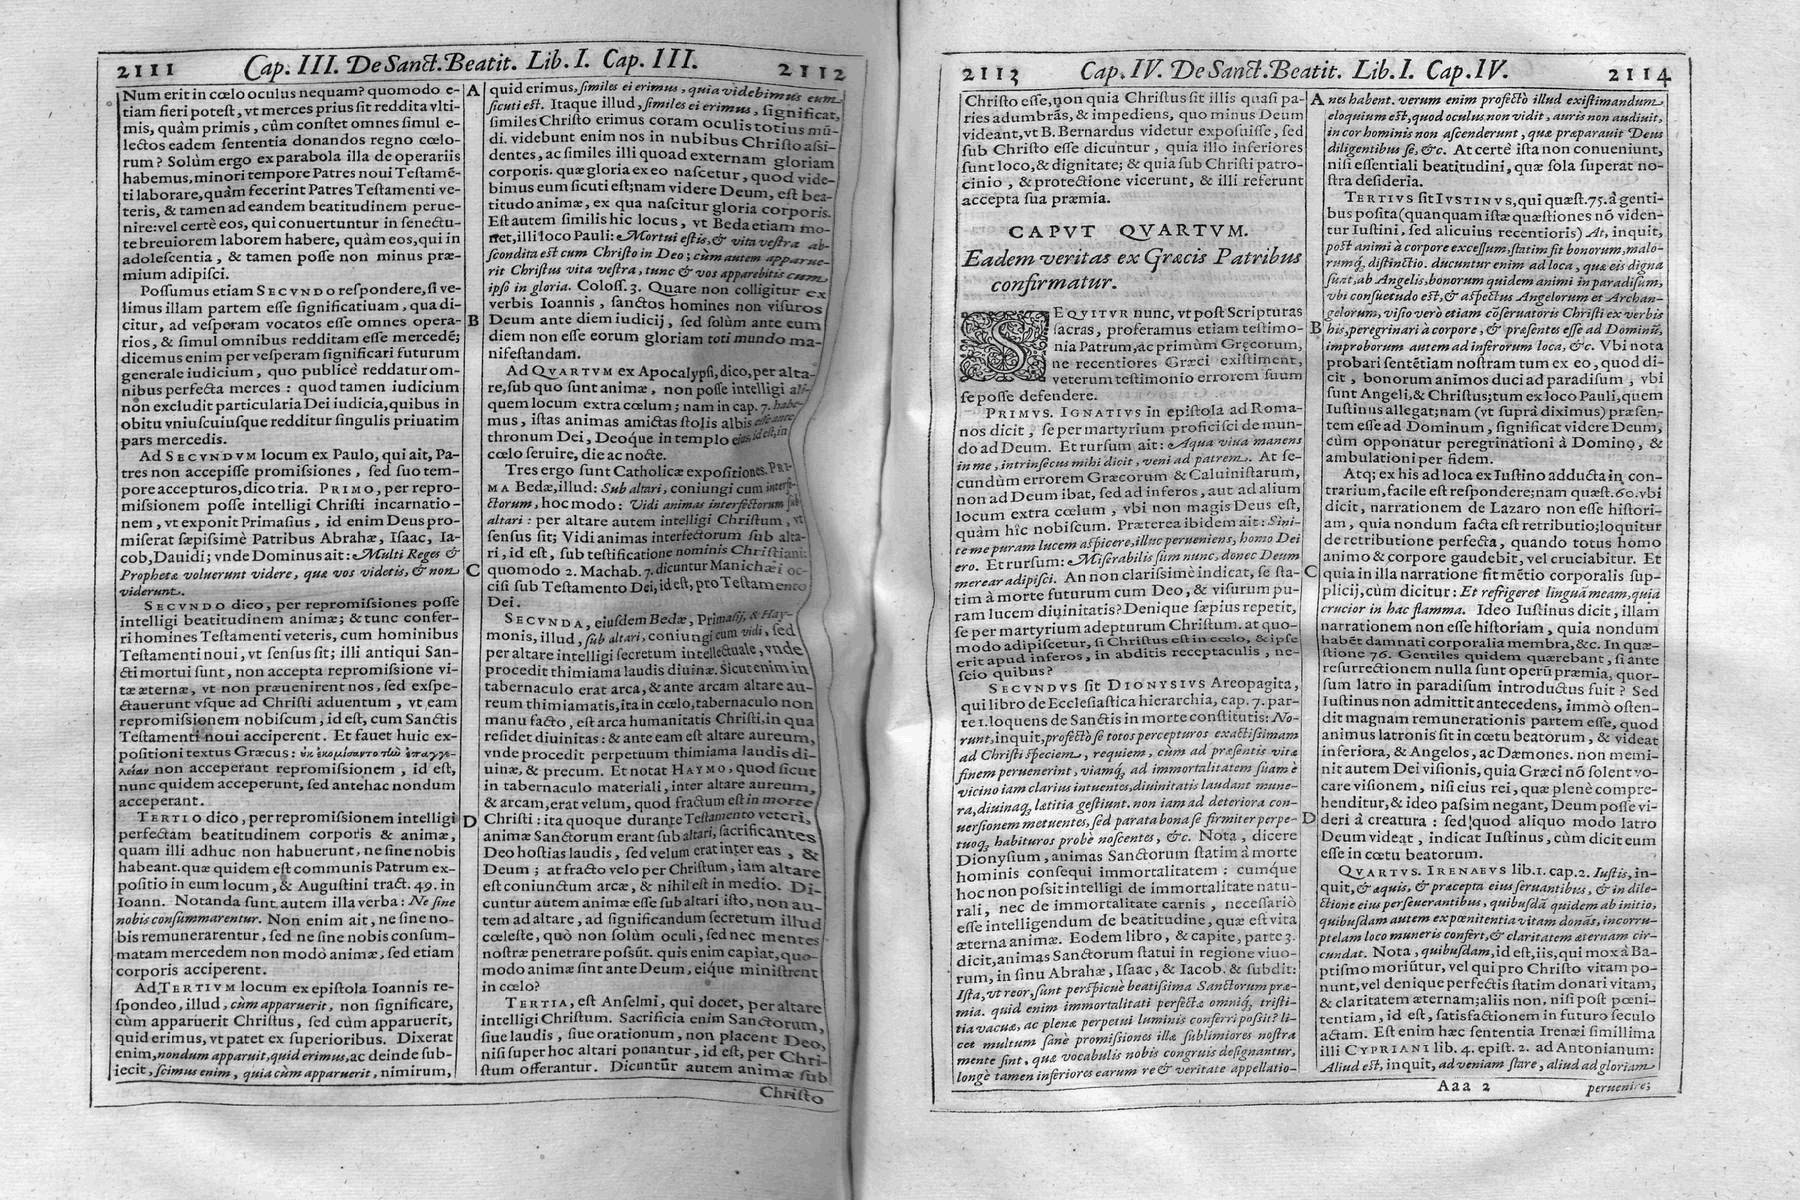 2111 Cap. III. De Sanct. Beatit. Lib. I. Cap. III. 2112
Num erit in cœlo oculus nequam? quomodo e-
tiam fieri potest, vt merces prius sit reddita vlti-
mis, quàm primis, cùm constet omnes simul e-
lectos eadem sententia donandos regno cœlo-
rum? Solùm ergo ex parabola illa de operariis
habemus, minori tempore Patres noui Testamē-
ti laborare, quàm fecerint Patres Testamenti ve-
teris, & tamen ad eandem beatitudinem perue-
nire: vel certè eos, qui conuertuntur in senectu-
te breuiorem laborem habere, quàm eos, qui in
adolescentia, & tamen posse non minus præ-
mium adipisci.
Possumus etiam SECVNDO respondere, si ve-
limus illam partem esse significatiuam, qua di-
citur, ad vesperam vocatos esse omnes opera-
rios, & simul omnibus redditam esse mercedē;
dicemus enim per vesperam significari futurum
generale iudicium, quo publicè reddatur om-
nibus perfecta merces: quod tamen iudicium
non excludit particularia Dei iudicia, quibus in
obitu vniuscuiusque redditur singulis priuatim
pars mercedis.
Ad SECVNDVM locum ex Paulo, qui ait, Pa-
tres non accepisse promissiones, sed suo tem-
pore accepturos, dico tria. PRIMO, per repro-
missionem posse intelligi Christi incarnatio-
nem, vt exponit Primasius, id enim Deus pro-
miserat sæpissimè Patribus Abrahæ, Isaac, Ia-
cob, Dauidi; vnde Dominus ait: Multi Reges &
Prophetæ voluerunt videre, quæ vos videtis, & non
viderunt.
SECVNDO dico, per repromissiones posse
intelligi beatitudinem animæ; & tunc confer-
ri homines Testamenti veteris, cum hominibus
Testamenti noui, vt sensus sit; illi antiqui San-
cti mortui sunt, non accepta repromissione vi-
tæ æternæ, vt non præuenirent nos, sed exspe-
ctauerunt vsque ad Christi aduentum, vt eam
repromissionem nobiscum, id est, cum Sanctis
Testamenti noui acciperent. Et fauet huic ex-
positioni textus Græcus: ὐκ ἐκομίσαντο τὴν ἐπαγγε-
λείαν non acceperant repromissionem, id est,
nunc quidem acceperunt, sed antehac nondum
acceperant.
TERTIO dico, per repromissionem intelligi
perfectam beatitudinem corporis & animæ,
quam illi adhuc non habuerunt, ne sine nobis
habeant. quæ quidem est communis Patrum ex-
positio in eum locum, & Augustini tract. 49. in
Ioann. Notanda sunt autem illa verba: Ne sine
nobis consummarentur. Non enim ait, ne sine no-
bis remunerarentur, sed ne sine nobis consum-
matam mercedem non modò animæ, sed etiam
corporis acciperent.
Ad TERTIVM locum ex epistola Ioannis re-
spondeo, illud, cùm apparuerit, non significare,
cùm apparuerit Christus, sed cùm apparuerit,
quid erimus, vt patet ex superioribus. Dixerat
enim, nondum apparuit, quid erimus, ac deinde sub-
iecit, scimus enim, quia cùm apparuerit, nimirum,
A
B
C
D
quid erimus, similes ei erimus, quia videbimus eum
sicuti est. Itaque illud, similes ei erimus, significat,
similes Christo erimus coram oculis totius mū-
di. videbunt enim nos in nubibus Christo assi-
dentes, ac similes illi quoad externam gloriam
corporis. quæ gloria ex eo nascetur, quod vide-
bimus eum sicuti est; nam videre Deum, est bea-
titudo animæ, ex qua nascitur gloria corporis.
Est autem similis hic locus, vt Beda etiam mo-
net, illi loco Pauli: Mortui estis, & vita vestra ab-
scondita est cum Christo in Deo; cùm autem apparue-
rit Christus vita vestra, tunc & vos apparebitis cum
ipso in gloria. Coloss. 3. Quare non colligitur ex
verbis Ioannis, sanctos homines non visuros
Deum ante diem iudicij, sed solùm ante eum
diem non esse eorum gloriam toti mundo ma-
nifestandam.
Ad QVARTVM ex Apocalypsi, dico, per alta-
re, sub quo sunt animæ, non posse intelligi ali-
quem locum extra cœlum; nam in cap. 7. habe-
mus, istas animas amictas stolis albis esse ante
thronum Dei, Deoque in templo eius, id est, in
cœlo seruire, die ac nocte.
Tres ergo sunt Catholicæ expositiones. PRI-
MA Bedæ, illud: Sub altari, coniungi cum interfe-
ctorum, hoc modo: Vidi animas interfectorum sub
altari: per altare autem intelligi Christum, vt
sensus sit; Vidi animas interfectorum sub alta-
ri, id est, sub testificatione nominis Christiani:
quomodo 2. Machab. 7. dicuntur Manichæi oc-
cisi sub Testamento Dei, id est, pro Testamento
Dei.
SECVNDA, eiusdem Bedæ, Primasij, & Hay-
monis, illud, sub altari, coniungi cum vidi, sed
per altare intelligi secretum intellectuale, vnde
procedit thimiama laudis diuinæ. Sicut enim in
tabernaculo erat arca, & ante arcam altare au-
reum thimiamatis, ita in cœlo, tabernaculo non
manu facto, est arca humanitatis Christi, in qua
residet diuinitas: & ante eam est altare aureum,
vnde procedit perpetuum thimiama laudis di-
uinæ, & precum. Et notat HAYMO, quod sicut
in tabernaculo materiali, inter altare aureum,
& arcam, erat velum, quod fractum est in morte
Christi: ita quoque durante Testamento veteri,
animæ Sanctorum erant sub altari, sacrificantes
Deo hostias laudis, sed velum erat inter eas, &
Deum; at fracto velo per Christum, iam altare
est coniunctum arcæ, & nihil est in medio. Di-
cuntur autem animæ esse sub altari isto, non au-
tem ad altare, ad significandum secretum illud
cœleste, quò non solùm oculi, sed nec mentes
nostræ penetrare possūt. quis enim capiat, quo-
modo animæ sint ante Deum, eique ministrent
in cœlo?
TERTIA, est Anselmi, qui docet, per altare
intelligi Christum. Sacrificia enim Sanctorum,
siue laudis, siue orationum, non placent Deo,
nisi super hoc altari ponantur, id est, per Chri-
stum offerantur. Dicuntur autem animæ sub
Christo
2113 Cap. IV. De Sanct. Beatit. Lib. I. Cap. IV. 2114
Christo esse, non quia Christus sit illis quasi pa-
ries adumbrās, & impediens, quo minus Deum
videant, vt B. Bernardus videtur exposuisse, sed
sub Christo esse dicuntur, quia illo inferiores
sunt loco, & dignitate; & quia sub Christi patro-
cinio, & protectione vicerunt, & illi referunt
accepta sua præmia.
CAPVT QVARTVM.
Eadem veritas ex Græcis Patribus
confirmatur.
SEQVITVR nunc, vt post Scripturas
sacras, proferamus etiam testimo-
nia Patrum, ac primùm Gręcorum,
ne recentiores Græci existiment,
veterum testimonio errorem suum
se posse defendere.
PRIMVS. IGNATIVS in epistola ad Roma-
nos dicit, se per martyrium proficisci de mun-
do ad Deum. Et rursum ait: Aqua viua manens
in me, intrinsecus mihi dicit, veni ad patrem. At se-
cundùm errorem Græcorum & Caluinistarum,
non ad Deum ibat, sed ad inferos, aut ad alium
locum extra cœlum, vbi non magis Deus est,
quàm hîc nobiscum. Præterea ibidem ait: Sini-
te me puram lucem aspicere, illuc perueniens, homo Dei
ero. Et rursum: Miserabilis sum nunc, donec Deum
merear adipisci. An non clarissimè indicat, se sta-
tim à morte futurum cum Deo, & visurum pu-
ram lucem diuinitatis? Denique sæpius repetit,
se per martyrium adepturum Christum. at quo-
modo adipiscetur, si Christus est in cœlo, & ipse
erit apud inferos, in abditis receptaculis, ne-
scio quibus?
SECVNDVS sit DIONYSIVS Areopagita,
qui libro de Ecclesiastica hierarchia, cap. 7. par-
te 1. loquens de Sanctis in morte constitutis: No-
runt, inquit, profectò se totos percepturos exactissimam
ad Christi speciem, requiem, cùm ad præsentis vitæ
finem peruenerint, viamq́; ad immortalitatem suam è
vicino iam clarius intuentes, diuinitatis laudant mune-
ra, diuinaq́; lætitia gestiunt. non iam ad deteriora con-
uersionem metuentes, sed parata bona se firmiter perpe-
tuoq́; habituros probè noscentes, &c. Nota, dicere
Dionysium, animas Sanctorum statim à morte
hominis consequi immortalitatem: cumque
hoc non possit intelligi de immortalitate natu-
rali, nec de immortalitate carnis, necessariò
esse intelligendum de beatitudine, quæ est vita
æterna animæ. Eodem libro, & capite, parte 3.
dicit, animas Sanctorum statui in regione viuo-
rum, in sinu Abrahæ, Isaac, & Iacob. & subdit:
Ista, vt reor, sunt perspicuè beatissima Sanctorum præ-
mia. quid enim immortalitati perfectæ omniq́; tristi-
tia vacuæ, ac plenæ perpetui luminis conferri possit? li-
cet multum sanè promissiones illæ sublimiores nostra
mente sint, quæ vocabulis nobis congruis designantur,
longè tamen inferiores earum re & veritate appellatio-
A
B
C
D
nes habent. verum enim profectò illud existimandum
eloquium est, quod oculus non vidit, auris non audiuit,
in cor hominis non ascenderunt, quæ præparauit Deus
diligentibus se, &c. At certè ista non conueniunt,
nisi essentiali beatitudini, quæ sola superat no-
stra desideria.
TERTIVS sit IVSTINVS, qui quæst. 75. à genti-
bus posita (quanquam istæ quæstiones nō viden-
tur Iustini, sed alicuius recentioris) At, inquit,
post animi à corpore excessum, statim fit bonorum, malo-
rumq́; distinctio. ducuntur enim ad loca, quæ eis digna
suat, ab Angelis, bonorum quidem animi in paradisum,
vbi consuetudo est, & aspectus Angelorum et Archan-
gelorum, visio verò etiam cōseruatoris Christi ex verbis
his, peregrinari à corpore, & præsentes esse ad Dominū,
improborum autem ad inferorum loca, &c. Vbi nota
probari sentētiam nostram tum ex eo, quod di-
cit, bonorum animos duci ad paradisum, vbi
sunt Angeli, & Christus; tum ex loco Pauli, quem
Iustinus allegat; nam (vt suprà diximus) præsen-
tem esse ad Dominum, significat videre Deum,
cùm opponatur peregrinationi à Domino, &
ambulationi per fidem.
Atq; ex his ad loca ex Iustino adducta in con-
trarium, facile est respondere; nam quæst. 60. vbi
dicit, narrationem de Lazaro non esse histori-
am, quia nondum facta est retributio; loquitur
de retributione perfecta, quando totus homo
animo & corpore gaudebit, vel cruciabitur. Et
quia in illa narratione fit mētio corporalis sup-
plicij, cùm dicitur: Et refrigeret linguā meam, quia
crucior in hac flamma. Ideo Iustinus dicit, illam
narrationem non esse historiam, quia nondum
habēt damnati corporalia membra, &c. In quæ-
stione 76. Gentiles quidem quærebant, si ante
resurrectionem nulla sunt operū præmia, quor-
sum latro in paradisum introductus fuit? Sed
Iustinus non admittit antecedens, immò osten-
dit magnam remunerationis partem esse, quod
animus latronis sit in cœtu beatorum, & videat
inferiora, & Angelos, ac Dæmones. non memi-
nit autem Dei visionis, quia Græci nō solent vo-
care visionem, nisi eius rei, quæ plenè compre-
henditur, & ideo passim negant, Deum posse vi-
deri à creatura: sed quod aliquo modo latro
Deum videat, indicat Iustinus, cùm dicit eum
esse in cœtu beatorum.
QVARTVS. IRENAEVS lib. 1. cap. 2. Iustis, in-
quit, & æquis, & præcepta eius seruantibus, & in dile-
ctione eius perseuerantibus, quibusdā quidem ab initio,
quibusdam autem ex pœnitentia vitam donās, incorru-
ptelam loco muneris confert, & claritatem æternam cir-
cundat. Nota, quibusdam, id est, iis, qui mox à Ba-
ptismo moriūtur, vel qui pro Christo vitam po-
nunt, vel denique perfectis statim donari vitam,
& claritatem æternam; aliis non, nisi post pœni-
tentiam, id est, satisfactionem in futuro seculo
actam. Est enim hæc sententia Irenæi simillima
illi CYPRIANI lib. 4. epist. 2. ad Antonianum:
Aliud est, inquit, ad veniam stare, aliud ad gloriam
Aaa 2 peruenire;